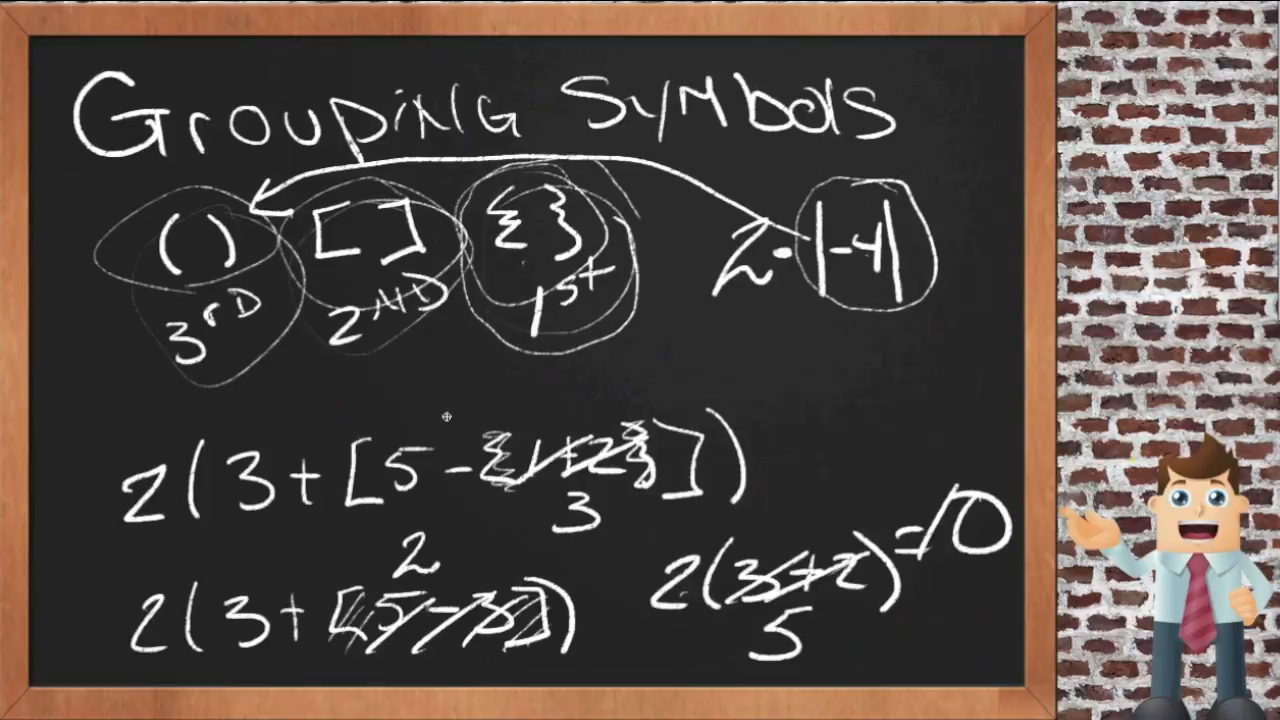 GroupiNG SymbOls
( ) [ ] { } 2·|-4|
3rD 2ND 1st
2(3+[5-{1+2}])
3
2
2(3+[5-3])
2(3+2)=10
5